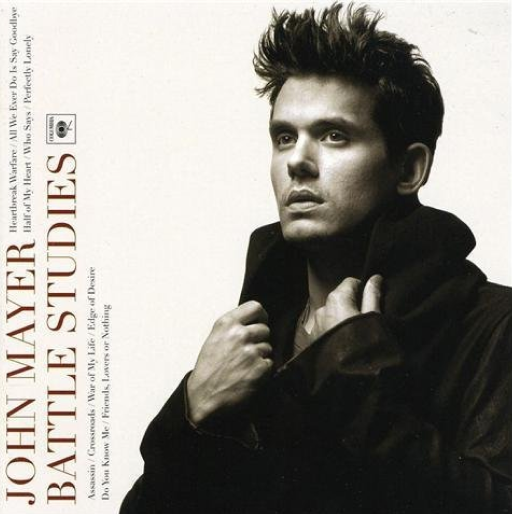 JOHN MAYER
Heartbreak Warfare / All We Ever Do Is Say Goodbye
Half of My Heart / Who Says / Perfectly Lonely
BATTLE STUDIES
COLUMBIA
Assassin / Crossroads / War of My Life / Edge of Desire
Do You Know Me / Friends, Lovers or Nothing